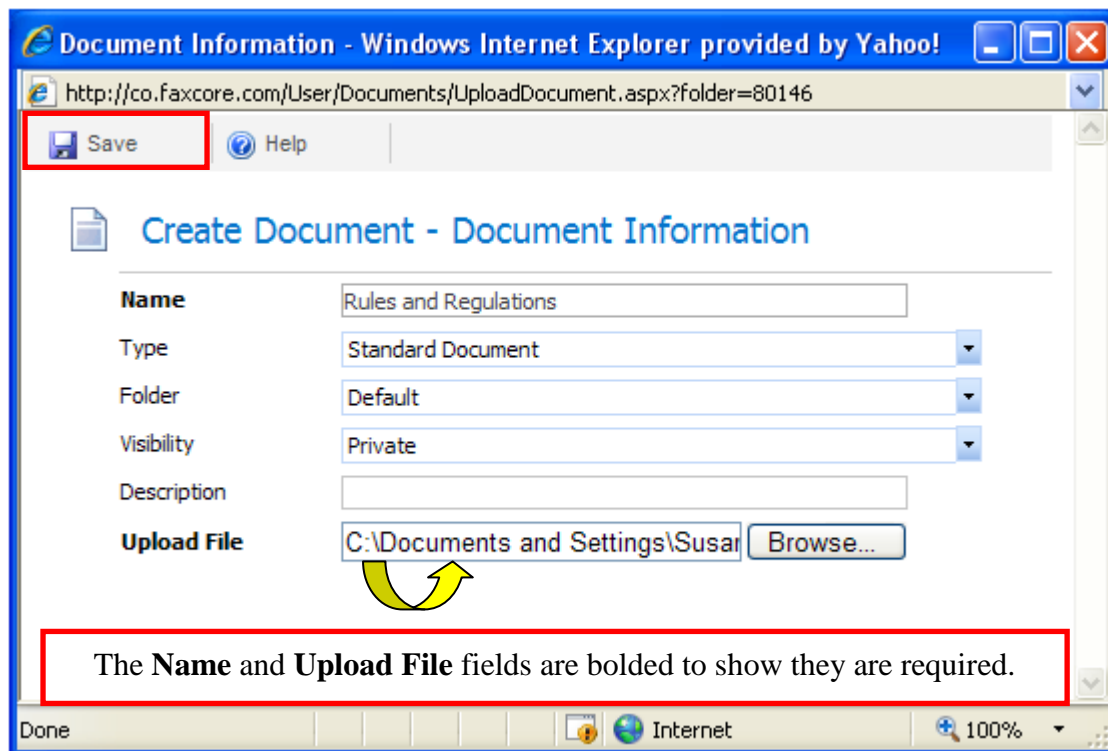 Document Information - Windows Internet Explorer provided by Yahoo!
http://co.faxcore.com/User/Documents/UploadDocument.aspx?folder=80146
Save Help
Create Document - Document Information
Name Rules and Regulations
Type Standard Document
Folder Default
Visibility Private
Description
Upload File C:\Documents and Settings\Susan Browse...
The Name and Upload File fields are bolded to show they are required.
Done Internet 100%